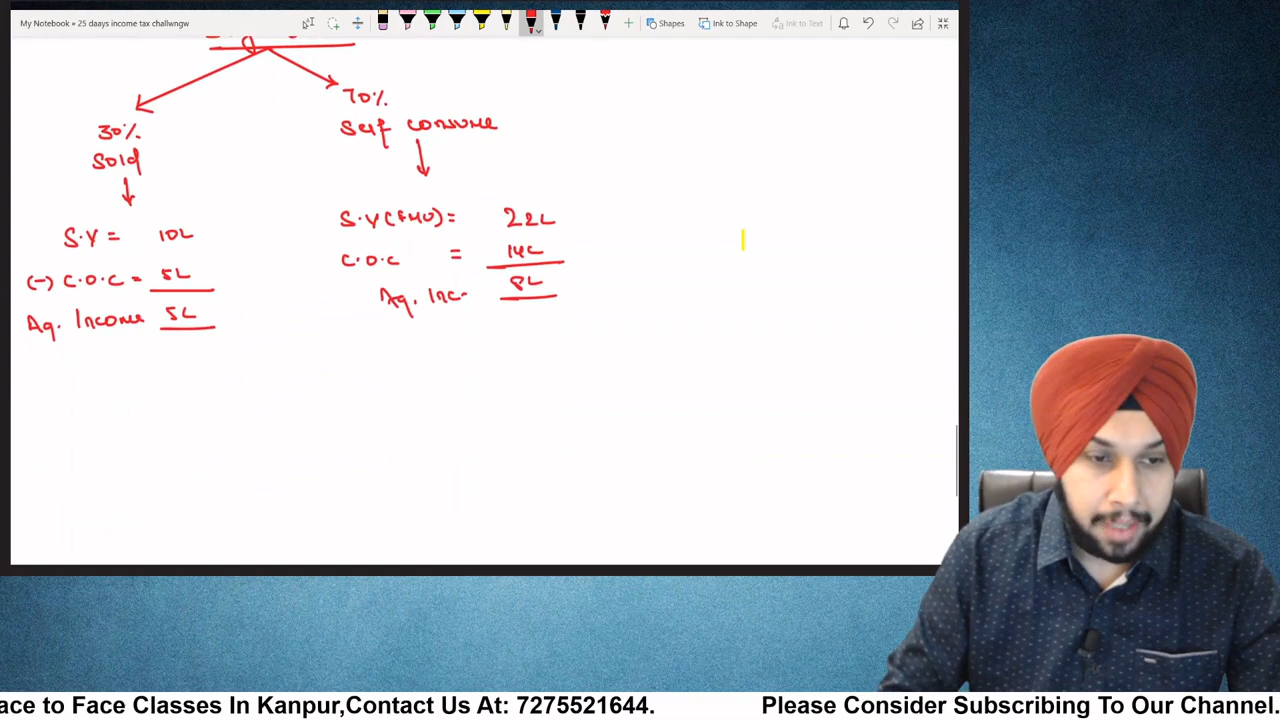 My Notebook » 25 daays income tax challwngw
Shapes
Ink to Shape
Ink to Text
30%
Sold
S.V = 10L
(-) C.O.C = 5L
Ag. Income 5L
70%
Self consume
S.V (FMV) = 22L
C.O.C = 14L
Ag. Inc. 8L
ace to Face Classes In Kanpur,Contact Us At: 7275521644.
Please Consider Subscribing To Our Channel.